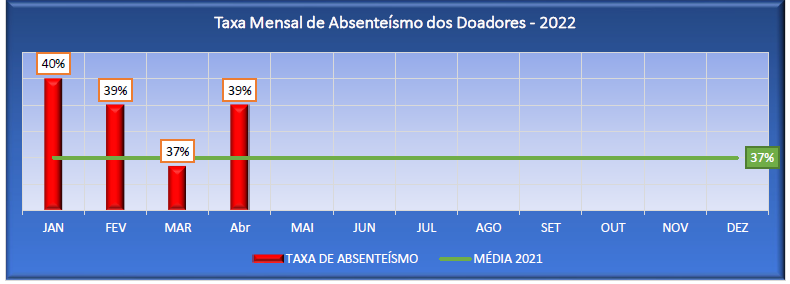 Taxa Mensal de Absenteísmo dos Doadores - 2022
40%
39%
37%
39%
37%
JAN FEV MAR Abr MAI JUN JUL AGO SET OUT NOV DEZ
TAXA DE ABSENTEÍSMO MÉDIA 2021